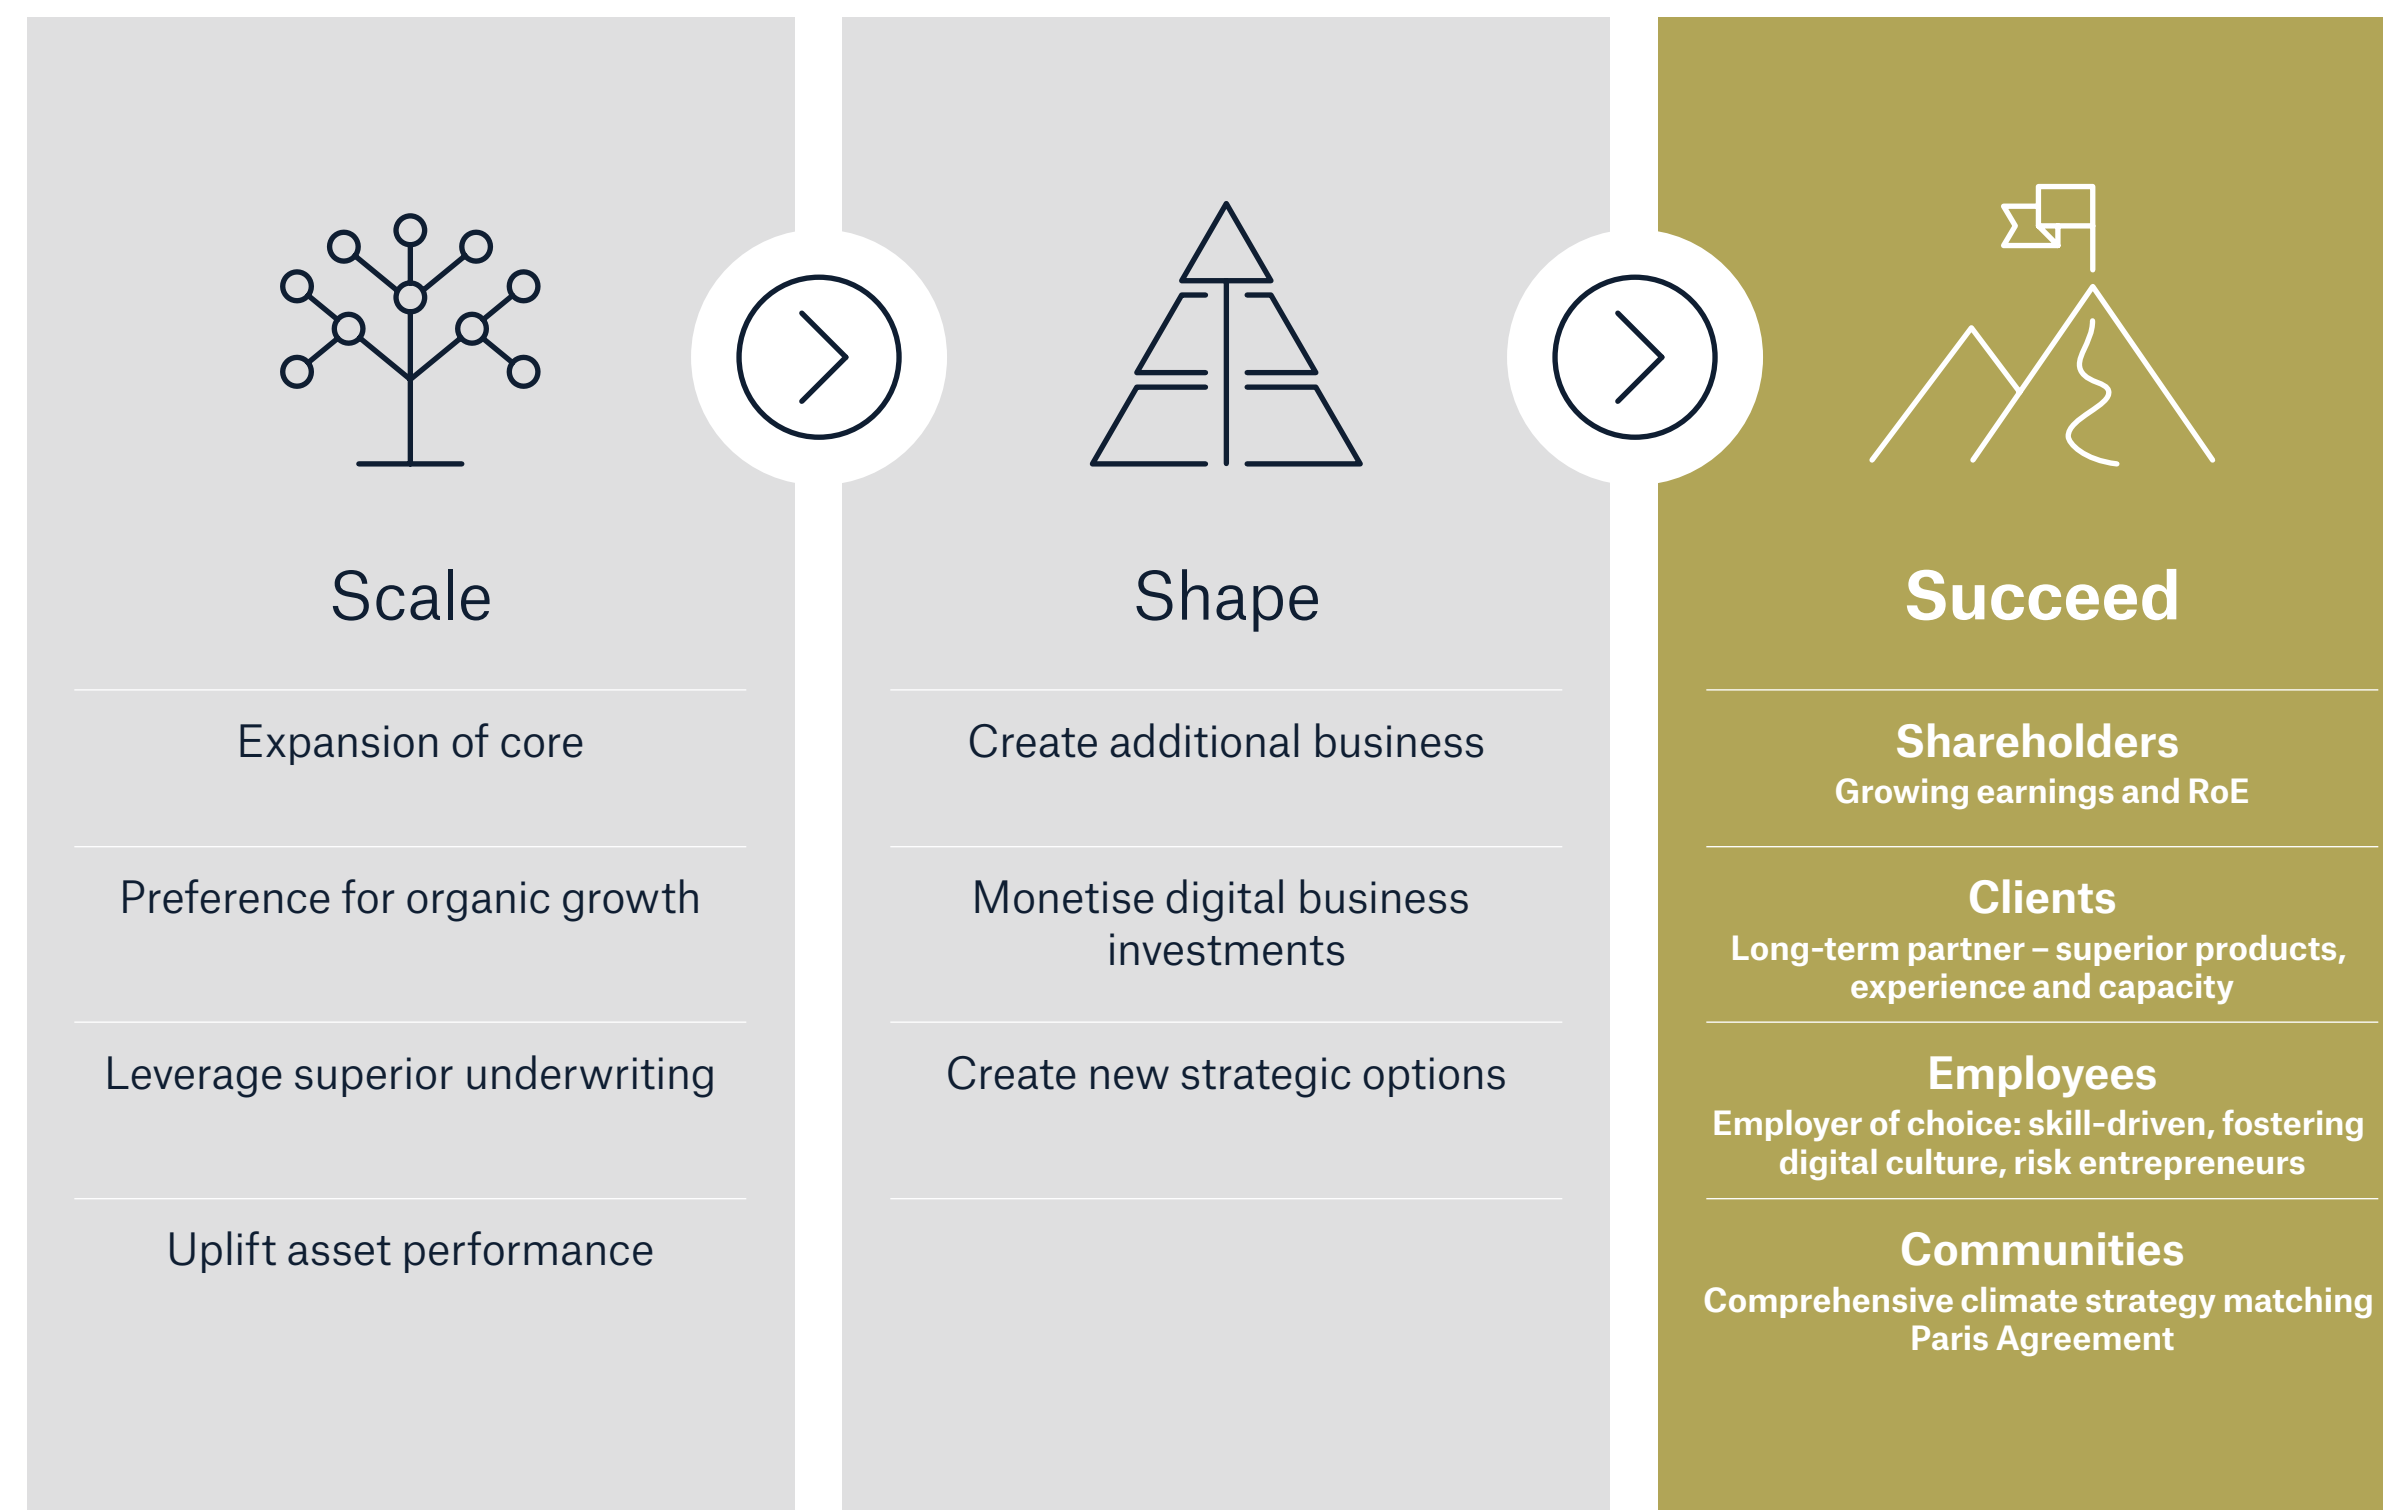 Scale
Expansion of core
Preference for organic growth
Leverage superior underwriting
Uplift asset performance
Shape
Create additional business
Monetise digital business
investments
Create new strategic options
Succeed
Shareholders
Growing earnings and RoE
Clients
Long-term partner – superior products,
experience and capacity
Employees
Employer of choice: skill-driven, fostering
digital culture, risk entrepreneurs
Communities
Comprehensive climate strategy matching
Paris Agreement